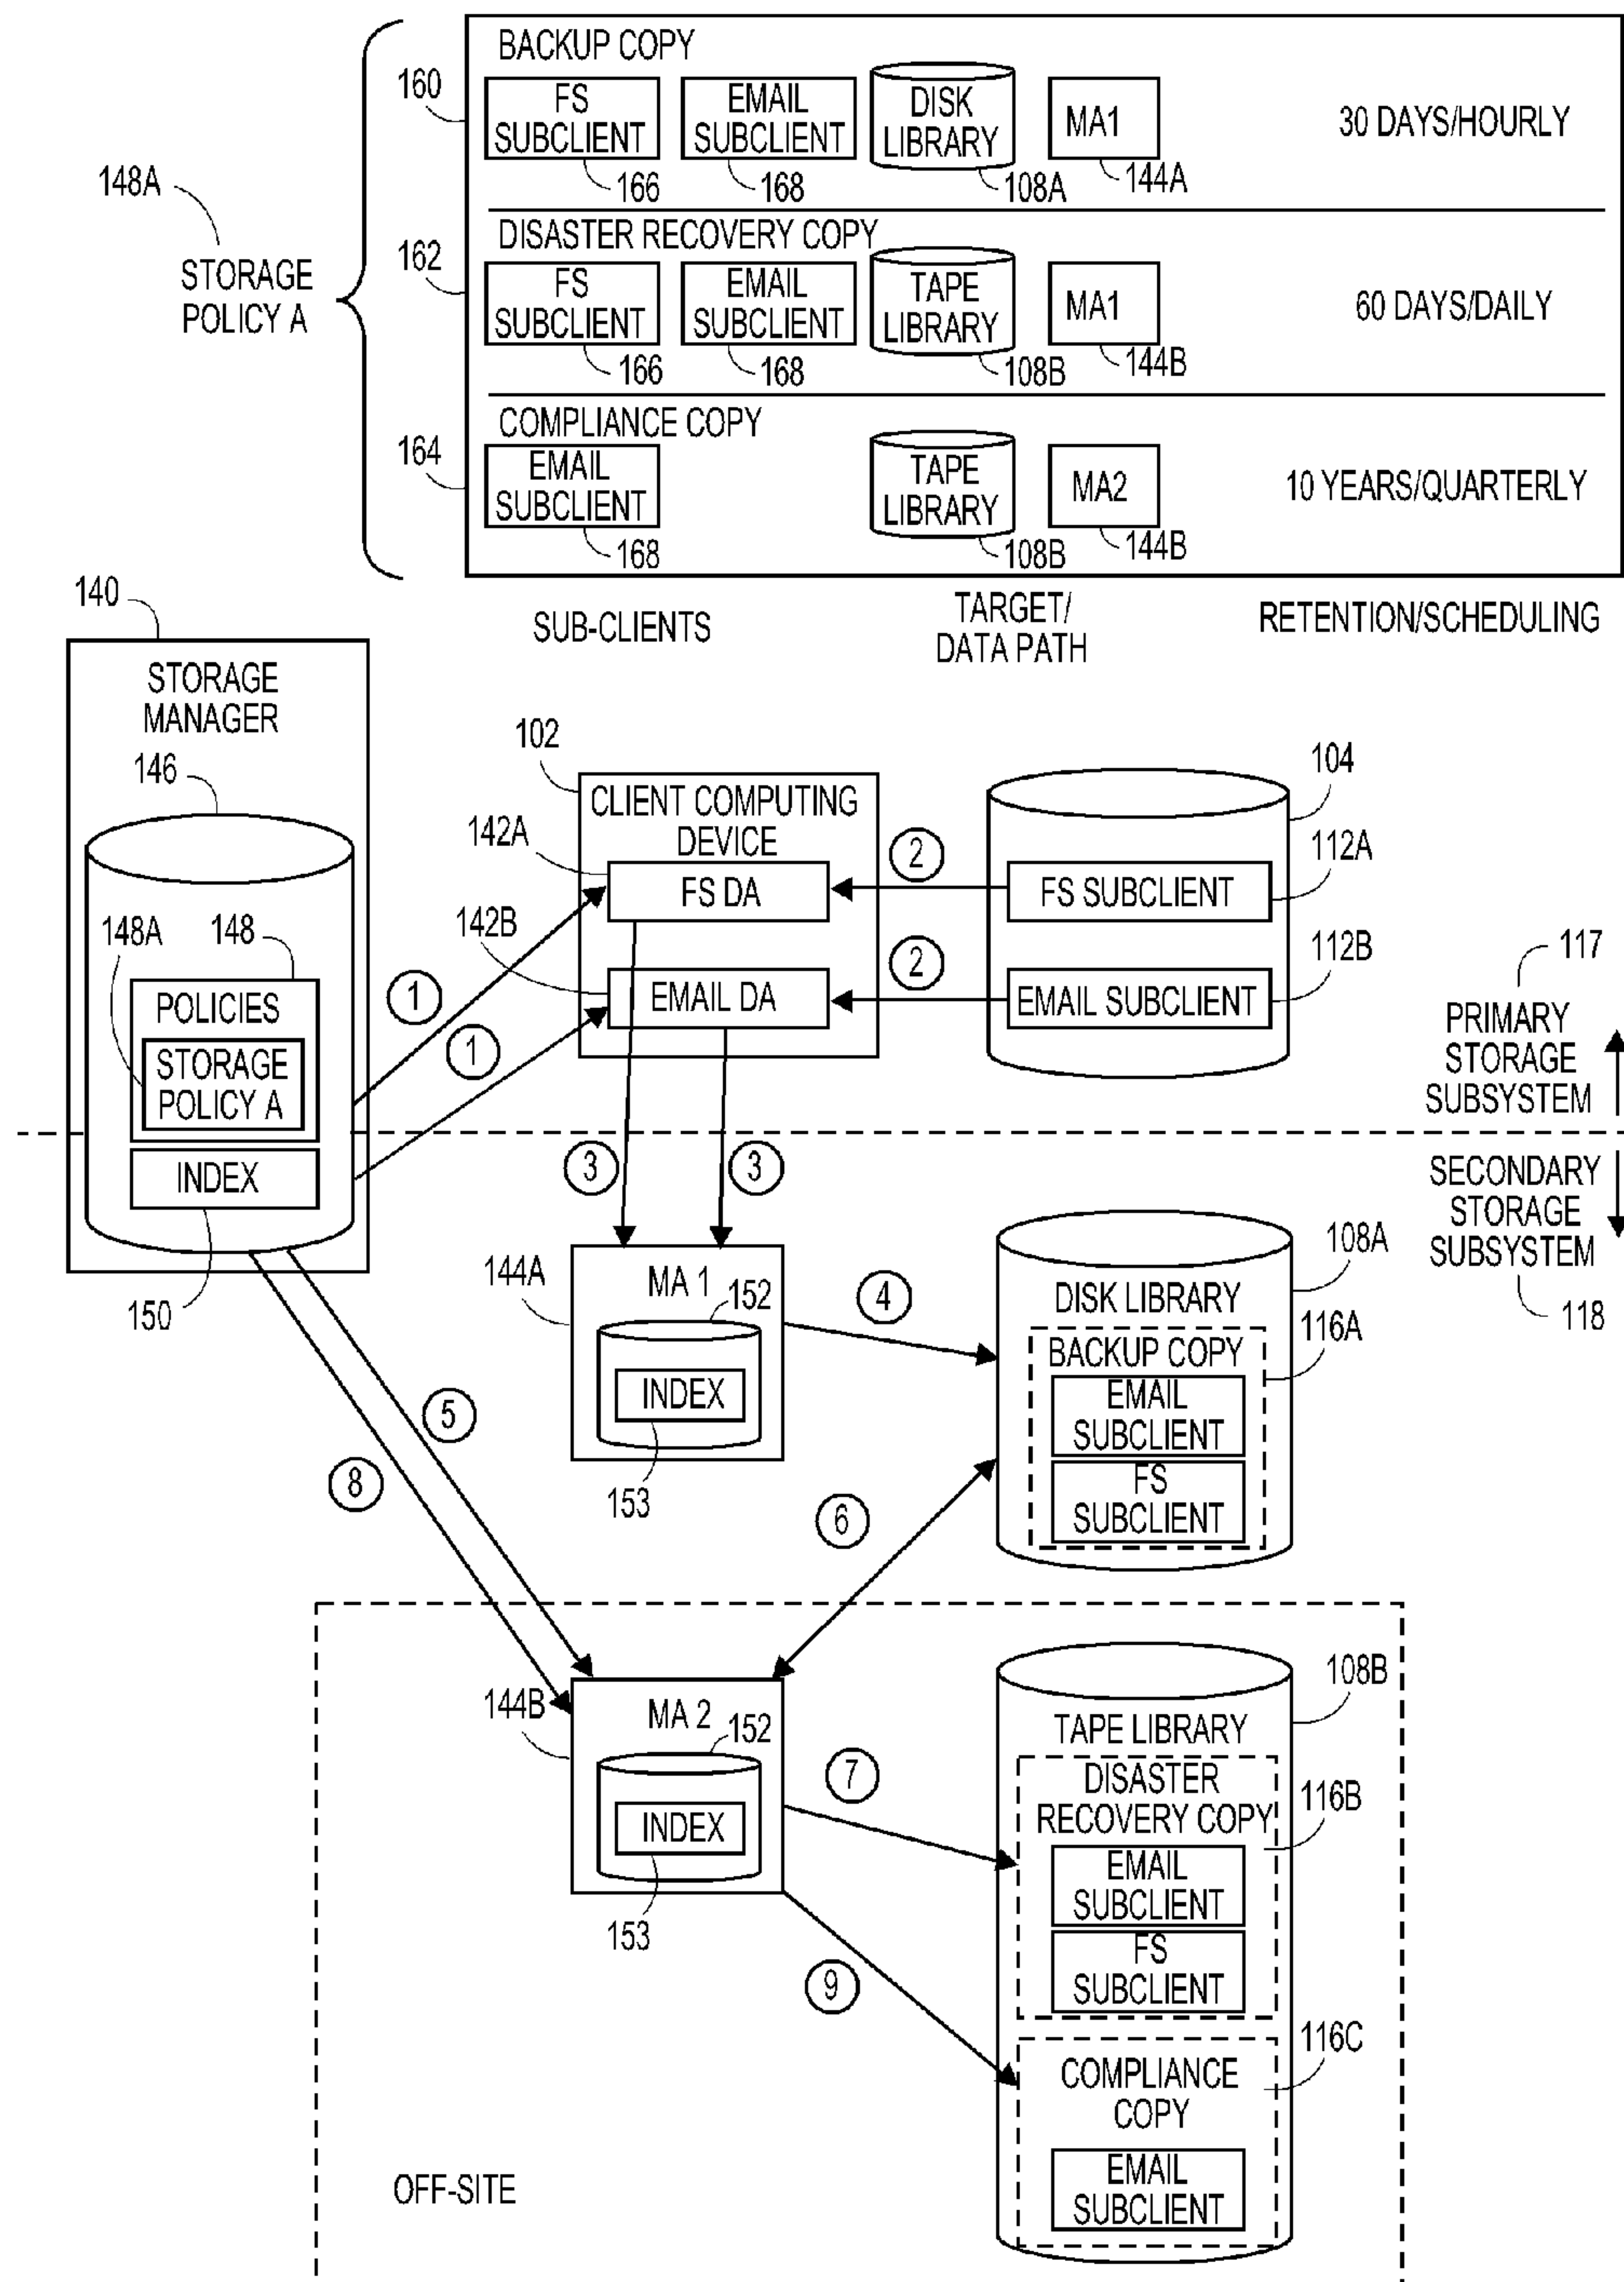 BACKUP COPY
160
FS
SUBCLIENT
166
EMAIL
SUBCLIENT
168
DISK
LIBRARY
108A
MA1
144A
30 DAYS/HOURLY
148A
STORAGE
POLICY A
DISASTER RECOVERY COPY
162
FS
SUBCLIENT
166
EMAIL
SUBCLIENT
168
TAPE
LIBRARY
108B
MA1
144B
60 DAYS/DAILY
COMPLIANCE COPY
164
EMAIL
SUBCLIENT
168
TAPE
LIBRARY
108B
MA2
144B
10 YEARS/QUARTERLY
SUB-CLIENTS
TARGET/
DATA PATH
RETENTION/SCHEDULING
140
STORAGE
MANAGER
146
148A
148
POLICIES
STORAGE
POLICY A
INDEX
150
1
1
102
CLIENT COMPUTING
DEVICE
142A
FS DA
142B
EMAIL DA
2
2
104
FS SUBCLIENT
112A
EMAIL SUBCLIENT
112B
117
PRIMARY
STORAGE
SUBSYSTEM
SECONDARY
STORAGE
SUBSYSTEM
118
3
3
144A
MA 1
152
INDEX
153
4
108A
DISK LIBRARY
116A
BACKUP COPY
EMAIL
SUBCLIENT
FS
SUBCLIENT
5
8
6
144B
MA 2
152
INDEX
153
7
9
108B
TAPE LIBRARY
DISASTER
RECOVERY COPY
116B
EMAIL
SUBCLIENT
FS
SUBCLIENT
116C
COMPLIANCE
COPY
EMAIL
SUBCLIENT
OFF-SITE